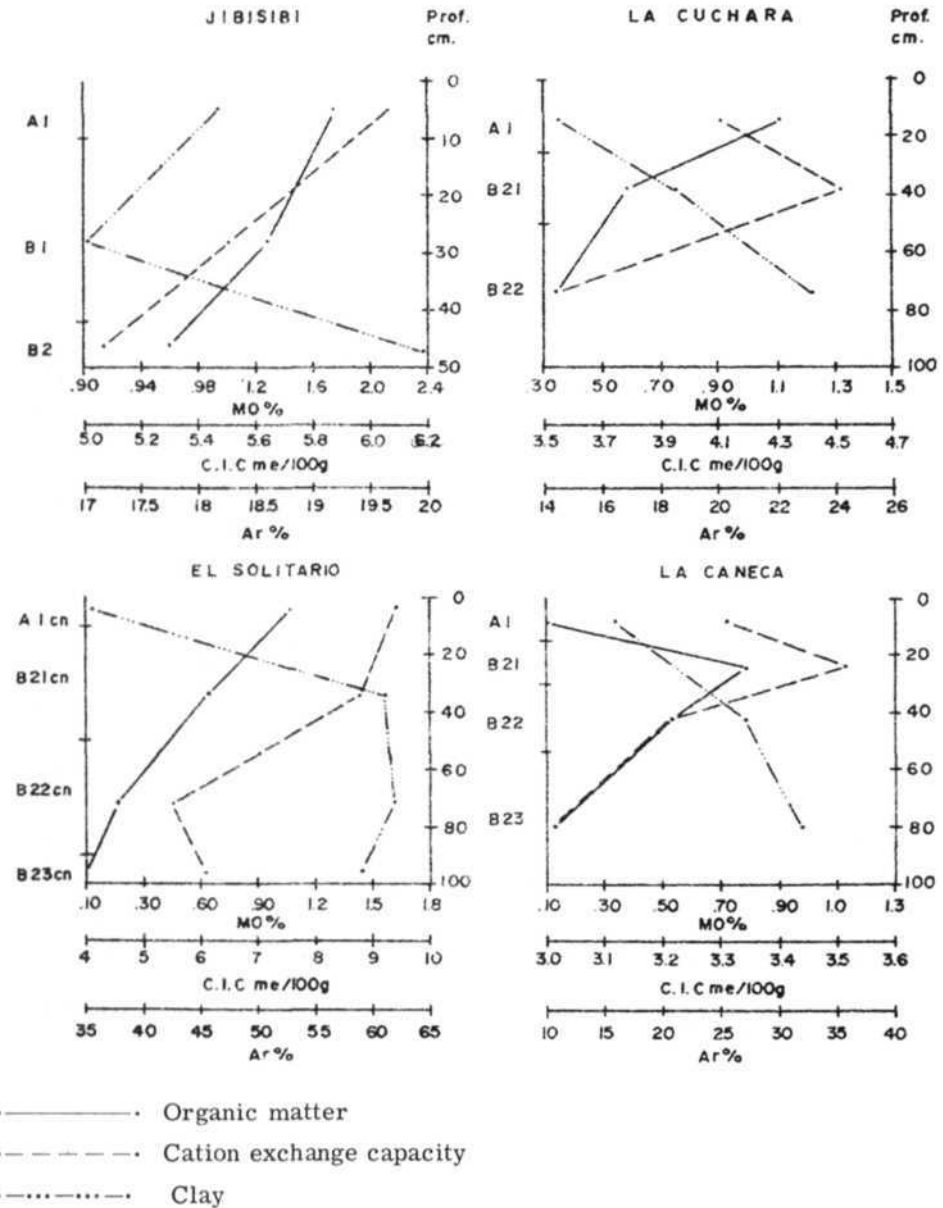 JIBISIBI
Prof. cm.
A1
B1
B2
0
10
20
30
40
50
.90 .94 .98 1.2 1.6 2.0 2.4
MO%
5.0 5.2 5.4 5.6 5.8 6.0 6.2
C.I.C me/100g
17 17.5 18 18.5 19 19.5 20
Ar%
LA CUCHARA
Prof. cm.
A1
B21
B22
0
20
40
60
80
100
30 .50 .70 .90 1.1 1.3 1.5
MO%
3.5 3.7 3.9 4.1 4.3 4.5 4.7
C.I.C me/100g
14 16 18 20 22 24 26
Ar%
EL SOLITARIO
A1cn
B21cn
B22cn
B23cn
0
20
40
60
80
100
.10 .30 .60 .90 1.2 1.5 1.8
MO%
4 5 6 7 8 9 10
C.I.C me/100g
35 40 45 50 55 60 65
Ar%
LA CANECA
A1
B21
B22
B23
0
20
40
60
80
100
.10 .30 .50 .70 1.0 1.3
MO%
3.0 3.1 3.2 3.3 3.4 3.5 3.6
C.I.C me/100g
10 15 20 25 30 35 40
Ar%
Organic matter
Cation exchange capacity
Clay